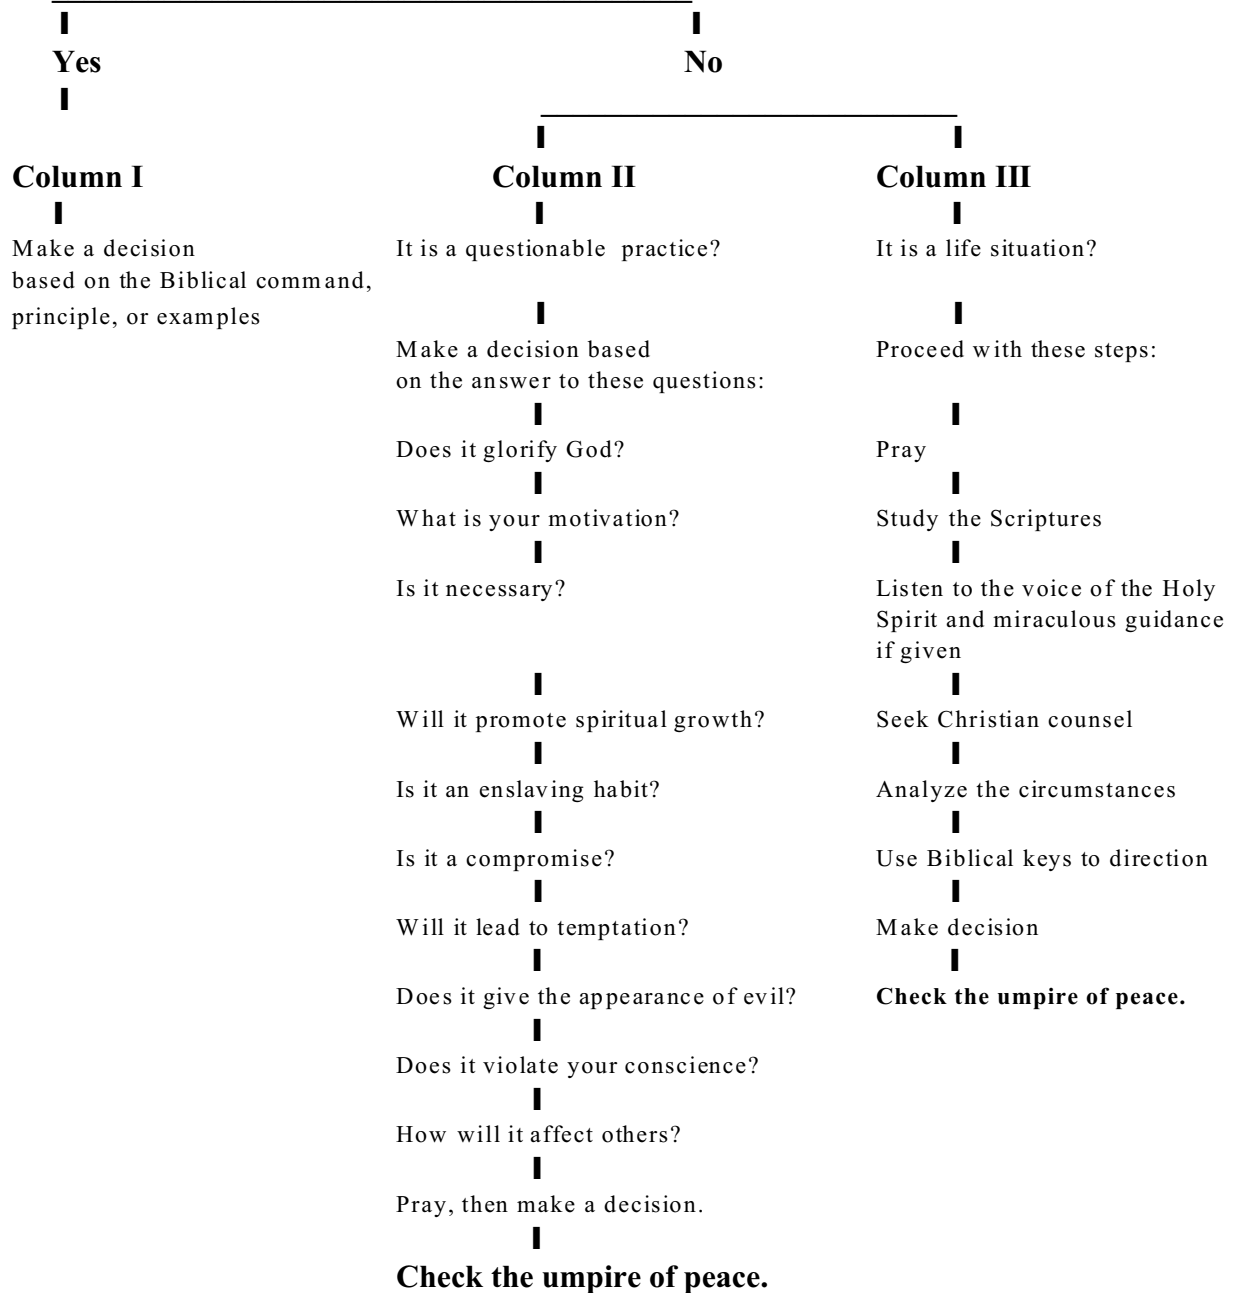 Yes
No
Column I
Column II
Column III
Make a decision
based on the Biblical command,
principle, or examples
It is a questionable practice?
Make a decision based
on the answer to these questions:
Does it glorify God?
What is your motivation?
Is it necessary?
Will it promote spiritual growth?
Is it an enslaving habit?
Is it a compromise?
Will it lead to temptation?
Does it give the appearance of evil?
Does it violate your conscience?
How will it affect others?
Pray, then make a decision.
Check the umpire of peace.
It is a life situation?
Proceed with these steps:
Pray
Study the Scriptures
Listen to the voice of the Holy
Spirit and miraculous guidance
if given
Seek Christian counsel
Analyze the circumstances
Use Biblical keys to direction
Make decision
Check the umpire of peace.